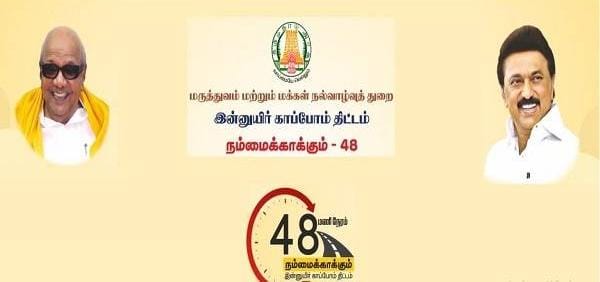 மருத்துவம் மற்றும் மக்கள் நல்வாழ்வுத் துறை
இன்னுயிர் காப்போம் திட்டம்
நம்மைக்காக்கும் - 48
48 மணிநேரம்
நம்மைக்காக்கும்
இன்னுயிர் காப்போம் திட்டம்